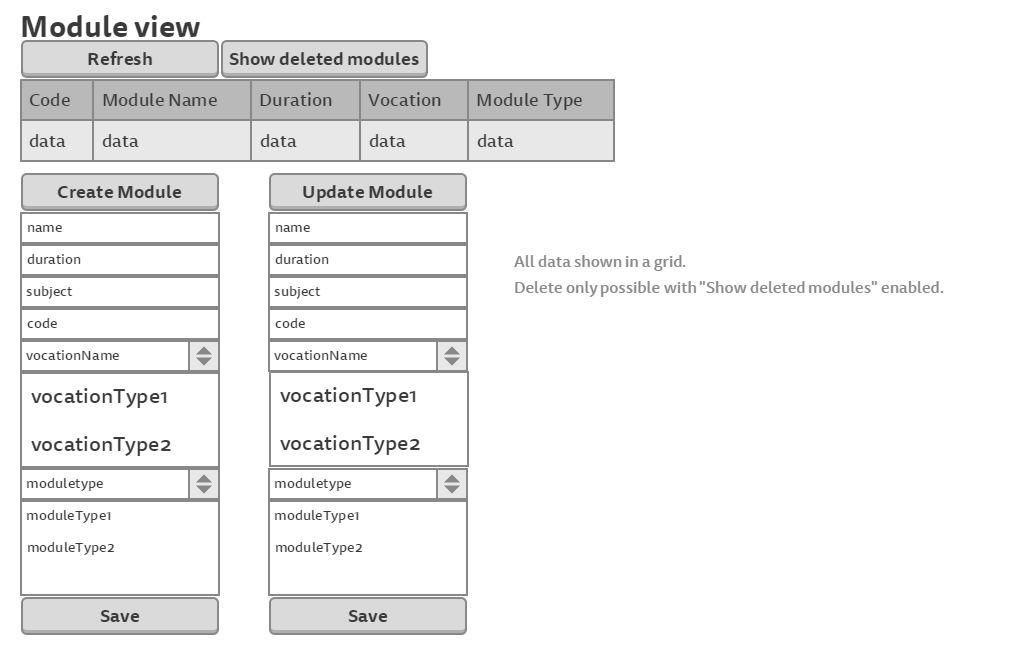 Module view
Refresh Show deleted modules
Code Module Name Duration Vocation Module Type
data data data data data
Create Module
name
duration
subject
code
vocationName
vocationType1
vocationType2
moduletype
moduleType1
moduleType2
Save
Update Module
name
duration
subject
code
vocationName
vocationType1
vocationType2
moduletype
moduleType1
moduleType2
Save
All data shown in a grid.
Delete only possible with "Show deleted modules" enabled.